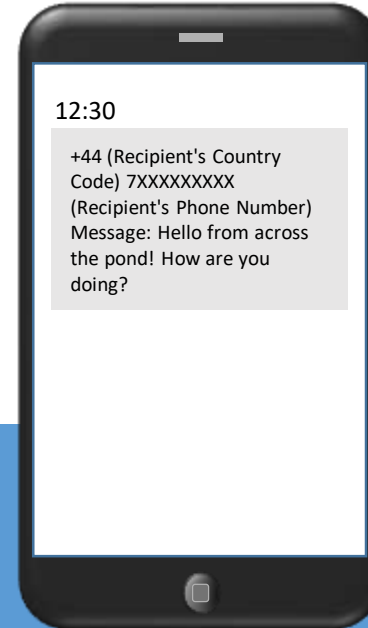 12:30
+44 (Recipient's Country
Code) 7XXXXXXXXX
(Recipient's Phone Number)
Message: Hello from across
the pond! How are you
doing?